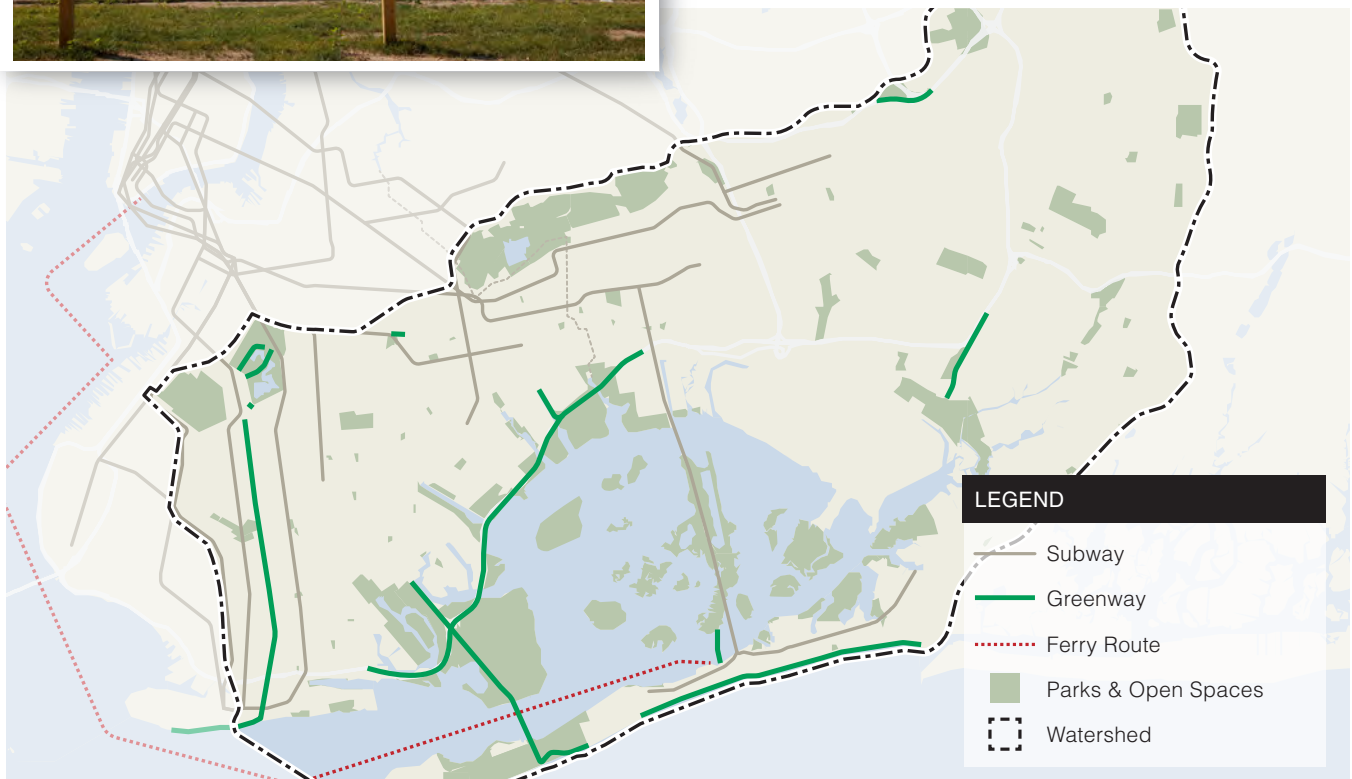 LEGEND
Subway
Greenway
Ferry Route
Parks & Open Spaces
Watershed